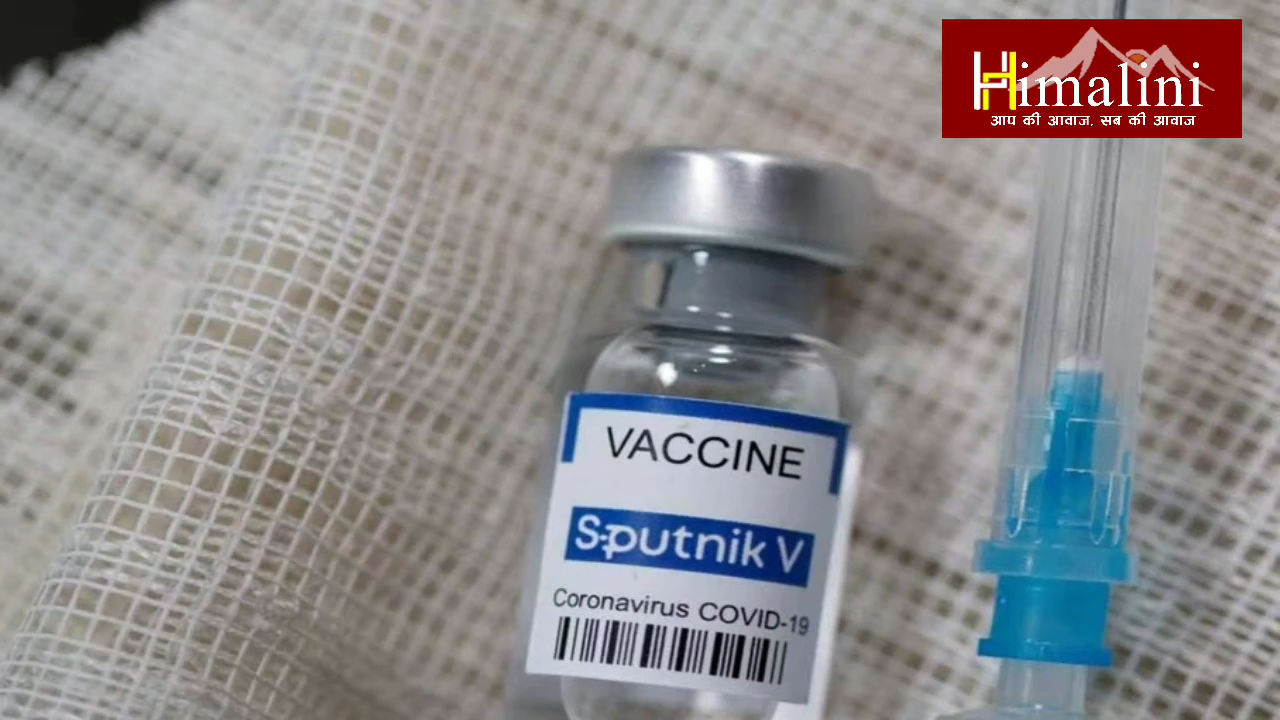 Himalini
आप की आवाज, सब की आवाज
VACCINE
Sputnik V
Coronavirus COVID-19